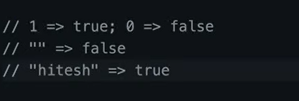 // 1 => true; 0 => false
// "" => false
// "hitesh" => true